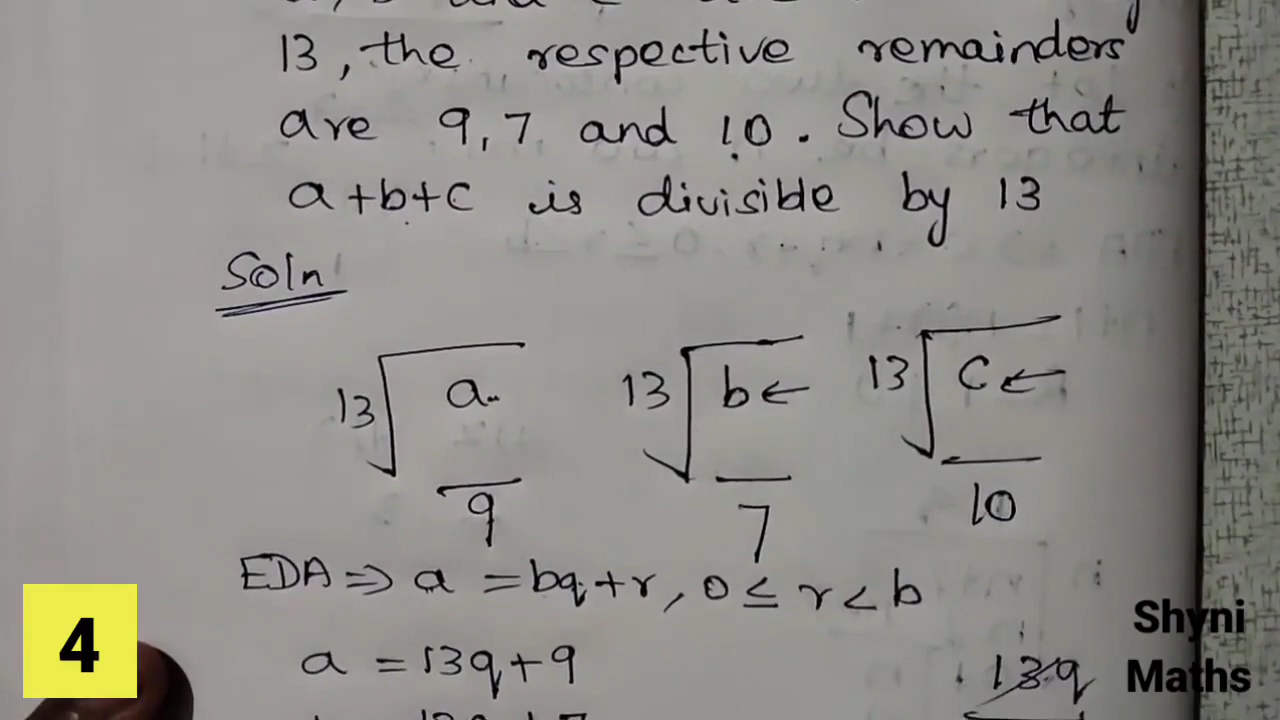 13, the respective remainders
are 9,7 and 10. Show that
a+b+c is divisible by 13
Soln
13 a 13 b← 13 c←
9 7 10
EDA ⇒ a = bq+r, 0 ≤ r < b
a = 13q+9
13q
4
Shyni
Maths